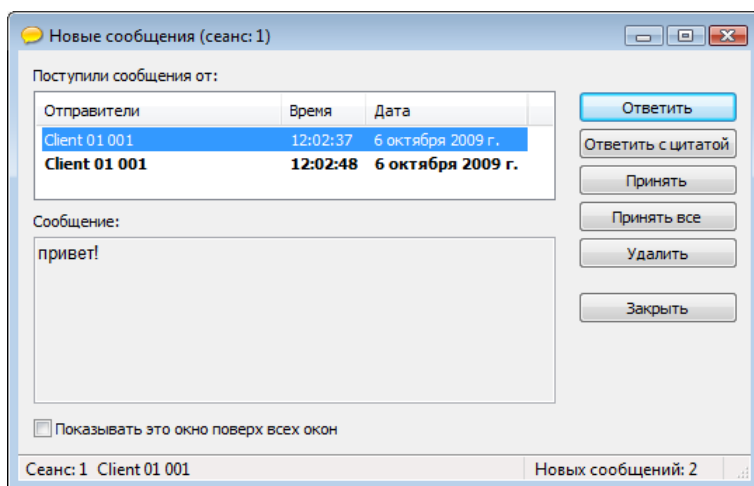 Новые сообщения (сеанс: 1)
Поступили сообщения от:
Отправители Время Дата
Client 01 001 12:02:37 6 октября 2009 г.
Client 01 001 12:02:48 6 октября 2009 г.
Сообщение:
привет!
Показывать это окно поверх всех окон
Ответить
Ответить с цитатой
Принять
Принять все
Удалить
Закрыть
Сеанс: 1 Client 01 001 Новых сообщений: 2